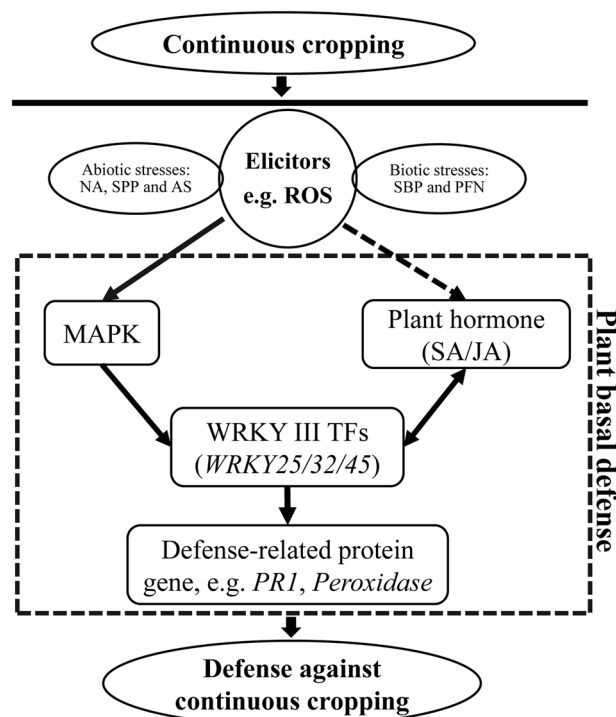 Continuous cropping
Abiotic stresses:
NA, SPP and AS
Elicitors
e.g. ROS
Biotic stresses:
SBP and PFN
MAPK
Plant hormone
(SA/JA)
WRKY III TFs
(WRKY25/32/45)
Defense-related protein
gene, e.g. PR1, Peroxidase
Plant basal defense
Defense against
continuous cropping